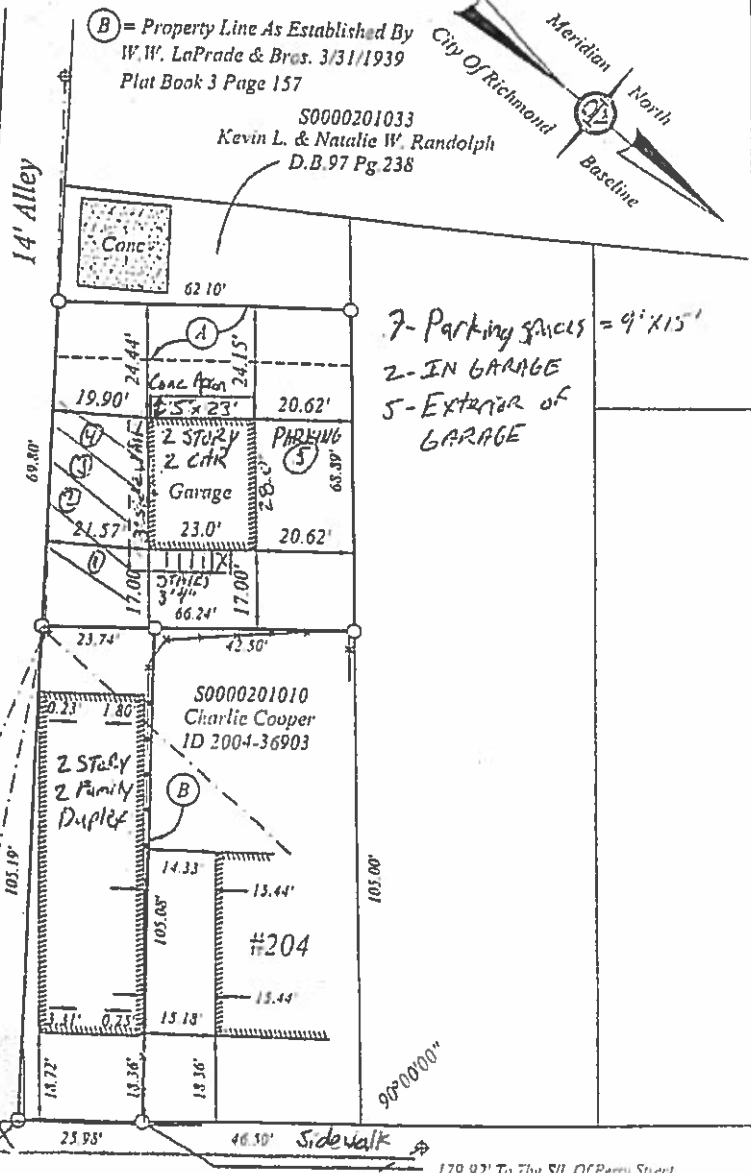 B = Property Line As Established By
W.W. LaPrade & Bros. 3/31/1939
Plat Book 3 Page 157
S0000201033
Kevin L. & Natalie W. Randolph
D.B.97 Pg.238
City Of Richmond
Meridian
North
Baseline
14' Alley
Conc
62.10'
A
24.44'
24.15'
7- Parking spaces = 9'x15'
2- IN GARAGE
5- Exterior of
GARAGE
Conc Apron
5' x 23'
19.90'
20.62'
2 STORY
2 CAR
Garage
PARKING
5
4
3
2
1
69.80'
68.89'
28.0'
21.57'
23.0'
20.62'
17.00'
17.00'
STAIRS
3'4"
66.24'
23.74'
42.50'
S0000201010
Charlie Cooper
ID 2004-36903
0.23'
1.80'
2 STORY
2 Family
Duplex
B
105.19'
105.08'
105.00'
14.33'
15.44'
#204
15.44'
3.31'
0.75'
15.18'
18.72'
18.36'
18.36'
90°00'00"
25.98'
46.50'
Sidewalk
179.92' To The S/L Of Perry Street